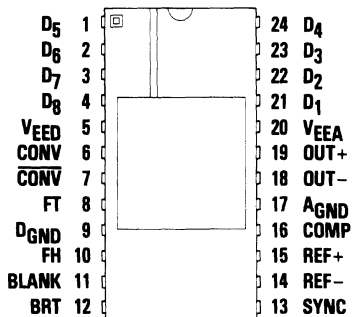 D5 1 24 D4
D6 2 23 D3
D7 3 22 D2
D8 4 21 D1
VEED 5 20 VEEA
CONV 6 19 OUT+
CONV 7 18 OUT−
FT 8 17 AGND
DGND 9 16 COMP
FH 10 15 REF+
BLANK 11 14 REF−
BRT 12 13 SYNC